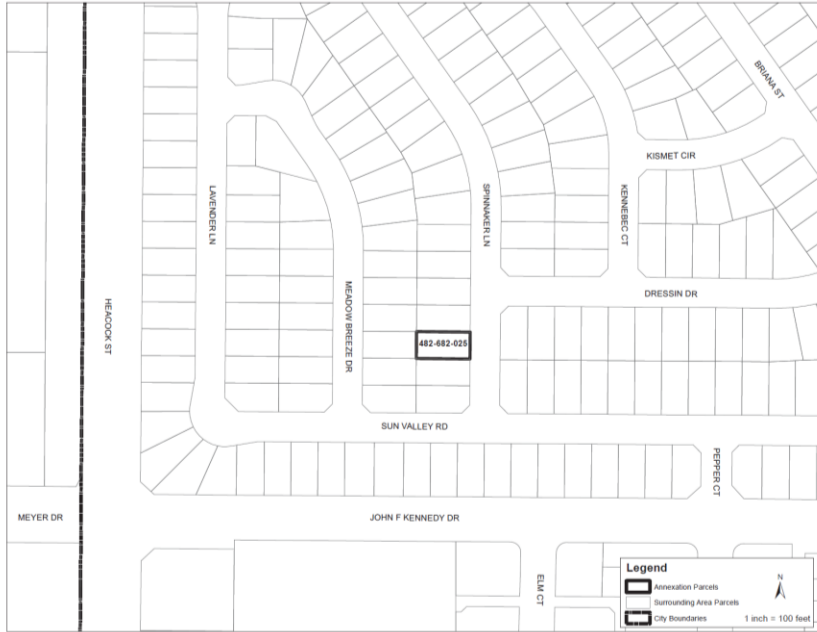 BRIANA ST
KISMET CIR
LAVENDER LN
SPINNAKER LN
KENNEBEC CT
HEACOCK ST
MEADOW BREEZE DR
DRESSIN DR
482-682-025
SUN VALLEY RD
PEPPER CT
MEYER DR
JOHN F KENNEDY DR
ELM CT
Legend
Annexation Parcels
Surrounding Area Parcels
City Boundaries
N
1 inch = 100 feet